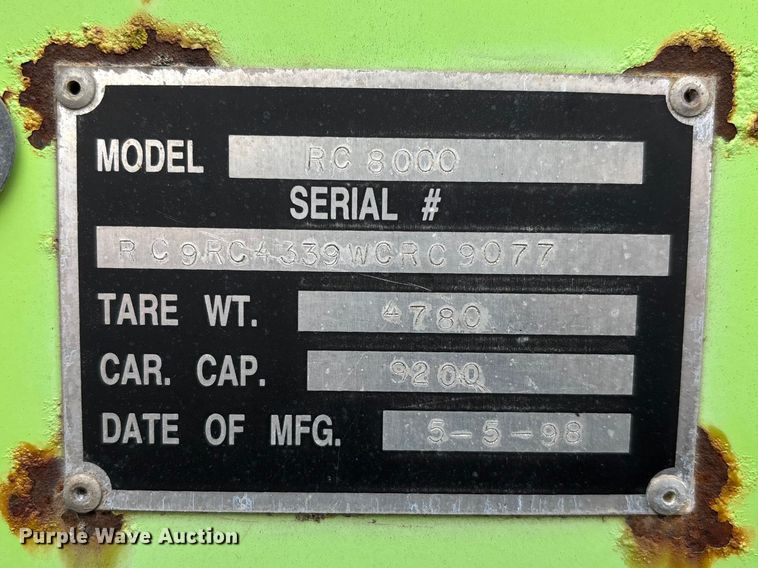 MODEL RC 8000
SERIAL #
RC9RC4339WCRC9077
TARE WT. 4780
CAR. CAP. 9200
DATE OF MFG. 5-5-98
Purple Wave Auction